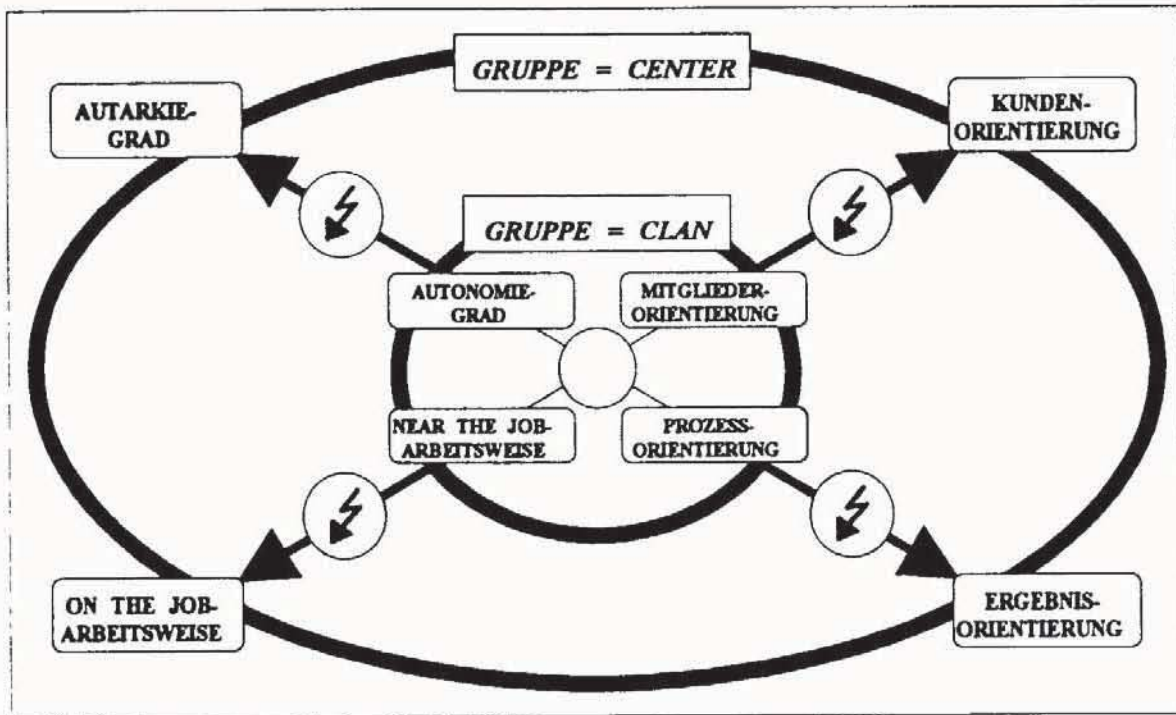 GRUPPE = CENTER
AUTARKIE-
GRAD
KUNDEN-
ORIENTIERUNG
GRUPPE = CLAN
AUTONOMIE-
GRAD
MITGLIEDER-
ORIENTIERUNG
NEAR THE JOB-
ARBEITSWEISE
PROZESS-
ORIENTIERUNG
ON THE JOB-
ARBEITSWEISE
ERGEBNIS-
ORIENTIERUNG